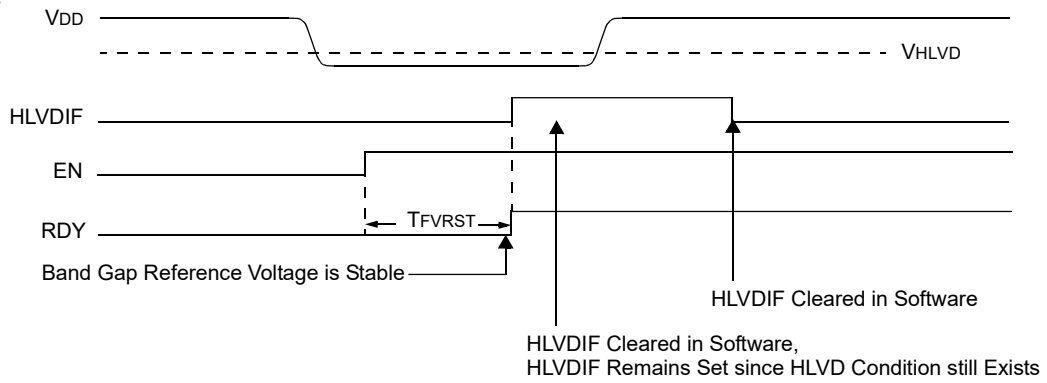 VDD
VHLVD
HLVDIF
EN
TFVRST
RDY
Band Gap Reference Voltage is Stable
HLVDIF Cleared in Software
HLVDIF Cleared in Software,
HLVDIF Remains Set since HLVD Condition still Exists